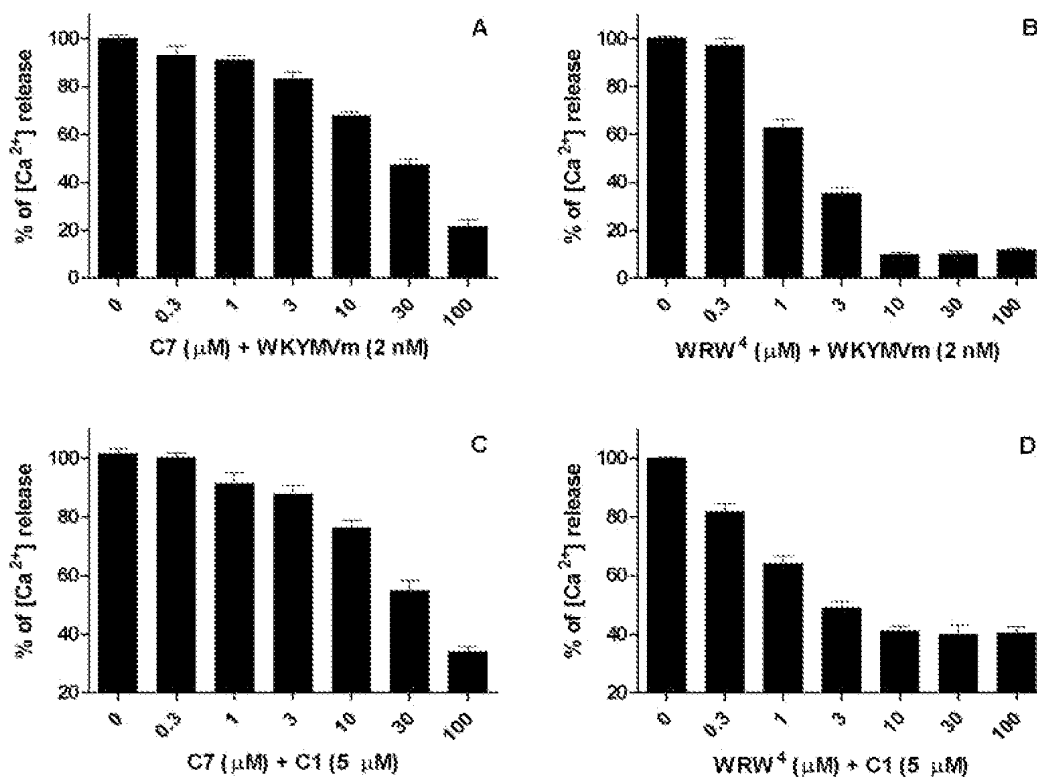 A
% of [Ca²⁺] release
100
80
60
40
20
0
0 0.3 1 3 10 30 100
C7 (μM) + WKYMVm (2 nM)
B
% of [Ca²⁺] release
100
80
60
40
20
0
0 0.3 1 3 10 30 100
WRW⁴ (μM) + WKYMVm (2 nM)
C
% of [Ca²⁺] release
100
80
60
40
20
0 0.3 1 3 10 30 100
C7 (μM) + C1 (5 μM)
D
% of [Ca²⁺] release
100
80
60
40
20
0 0.3 1 3 10 30 100
WRW⁴ (μM) + C1 (5 μM)